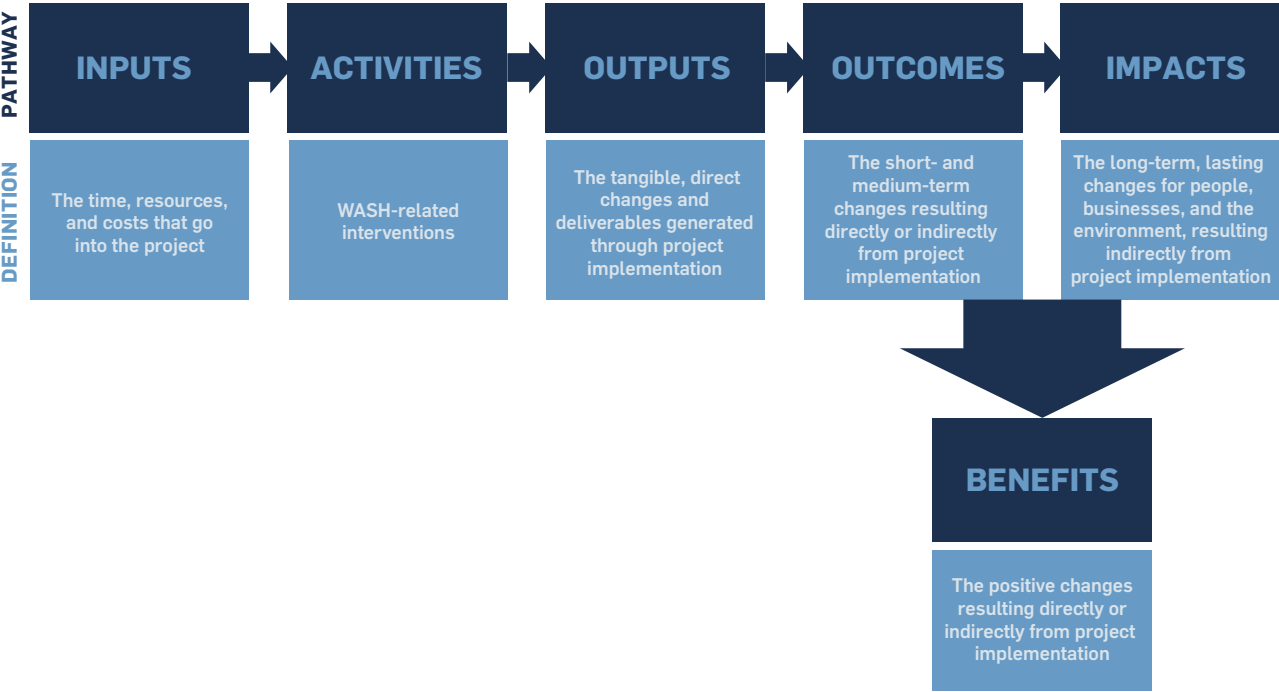 PATHWAY
INPUTS
ACTIVITIES
OUTPUTS
OUTCOMES
IMPACTS
DEFINITION
The time, resources,
and costs that go
into the project
WASH-related
interventions
The tangible, direct
changes and
deliverables generated
through project
implementation
The short- and
medium-term
changes resulting
directly or indirectly
from project
implementation
The long-term, lasting
changes for people,
businesses, and the
environment, resulting
indirectly from
project implementation
BENEFITS
The positive changes
resulting directly or
indirectly from project
implementation